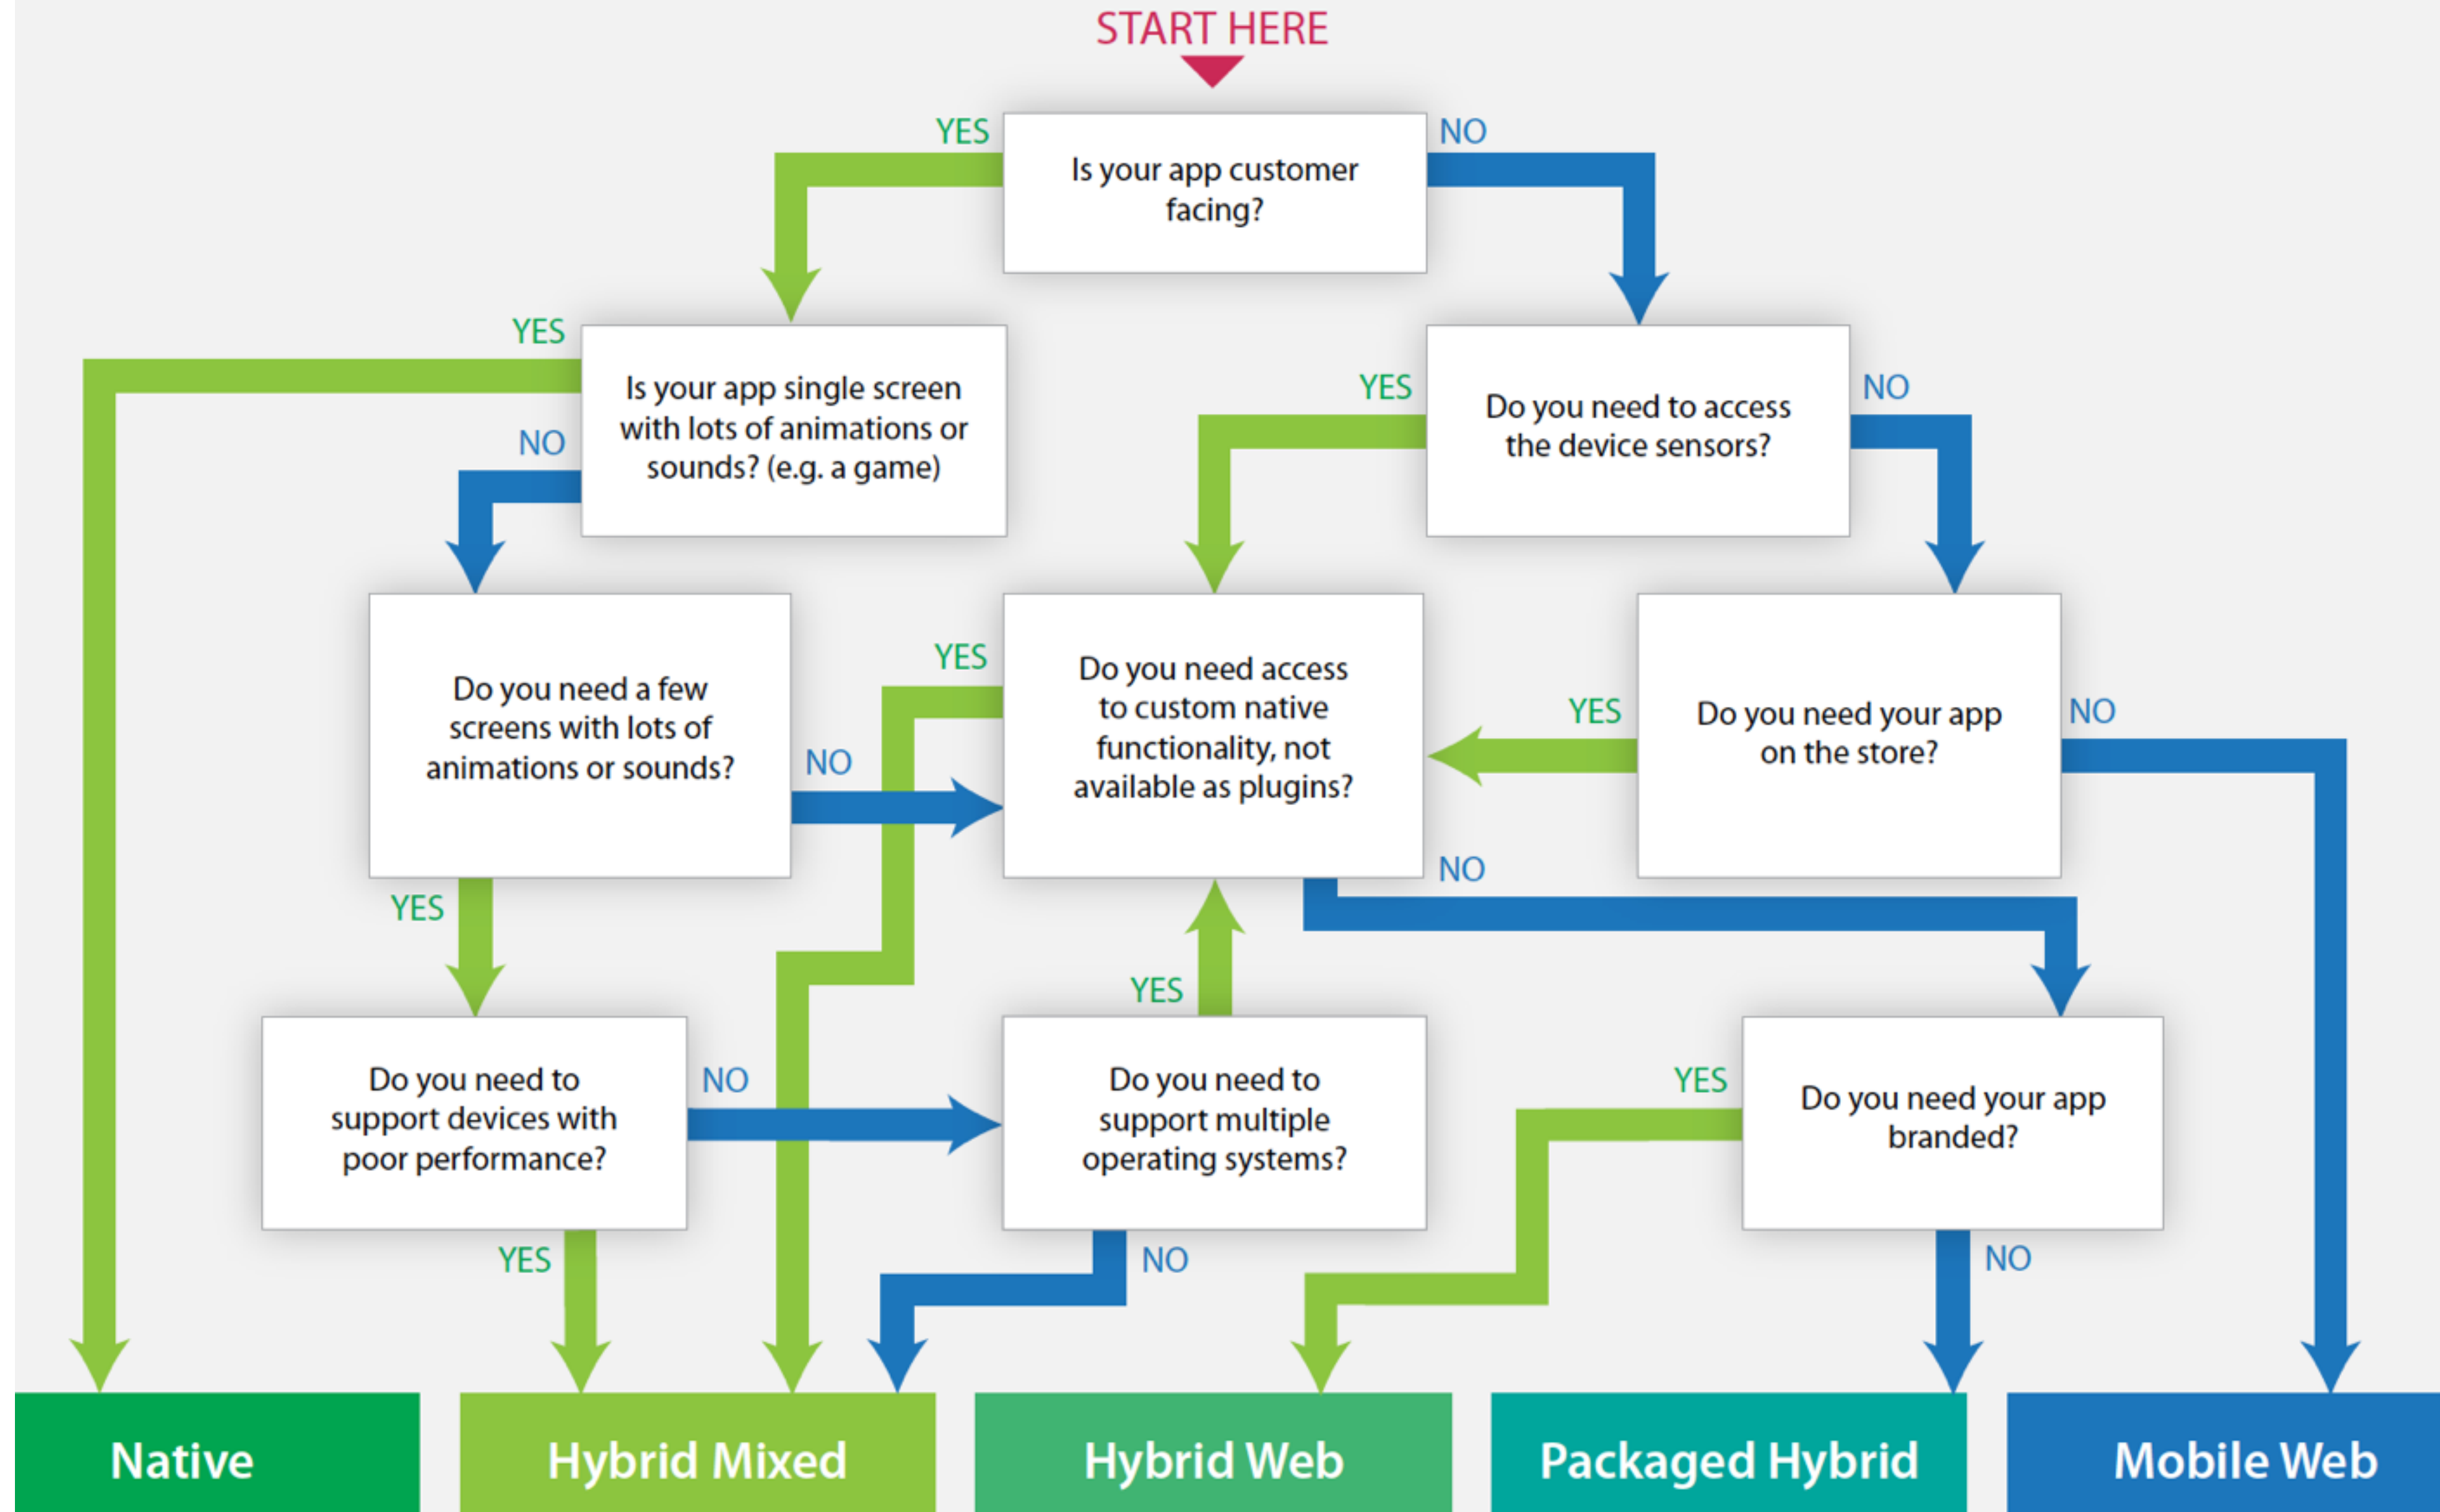 START HERE
YES
NO
Is your app customer
facing?
YES
Is your app single screen
with lots of animations or
sounds? (e.g. a game)
NO
YES
Do you need to access
the device sensors?
NO
Do you need a few
screens with lots of
animations or sounds?
NO
YES
YES
Do you need access
to custom native
functionality, not
available as plugins?
NO
YES
Do you need your app
on the store?
NO
Do you need to
support devices with
poor performance?
NO
YES
YES
Do you need to
support multiple
operating systems?
NO
YES
Do you need your app
branded?
NO
Native
Hybrid Mixed
Hybrid Web
Packaged Hybrid
Mobile Web